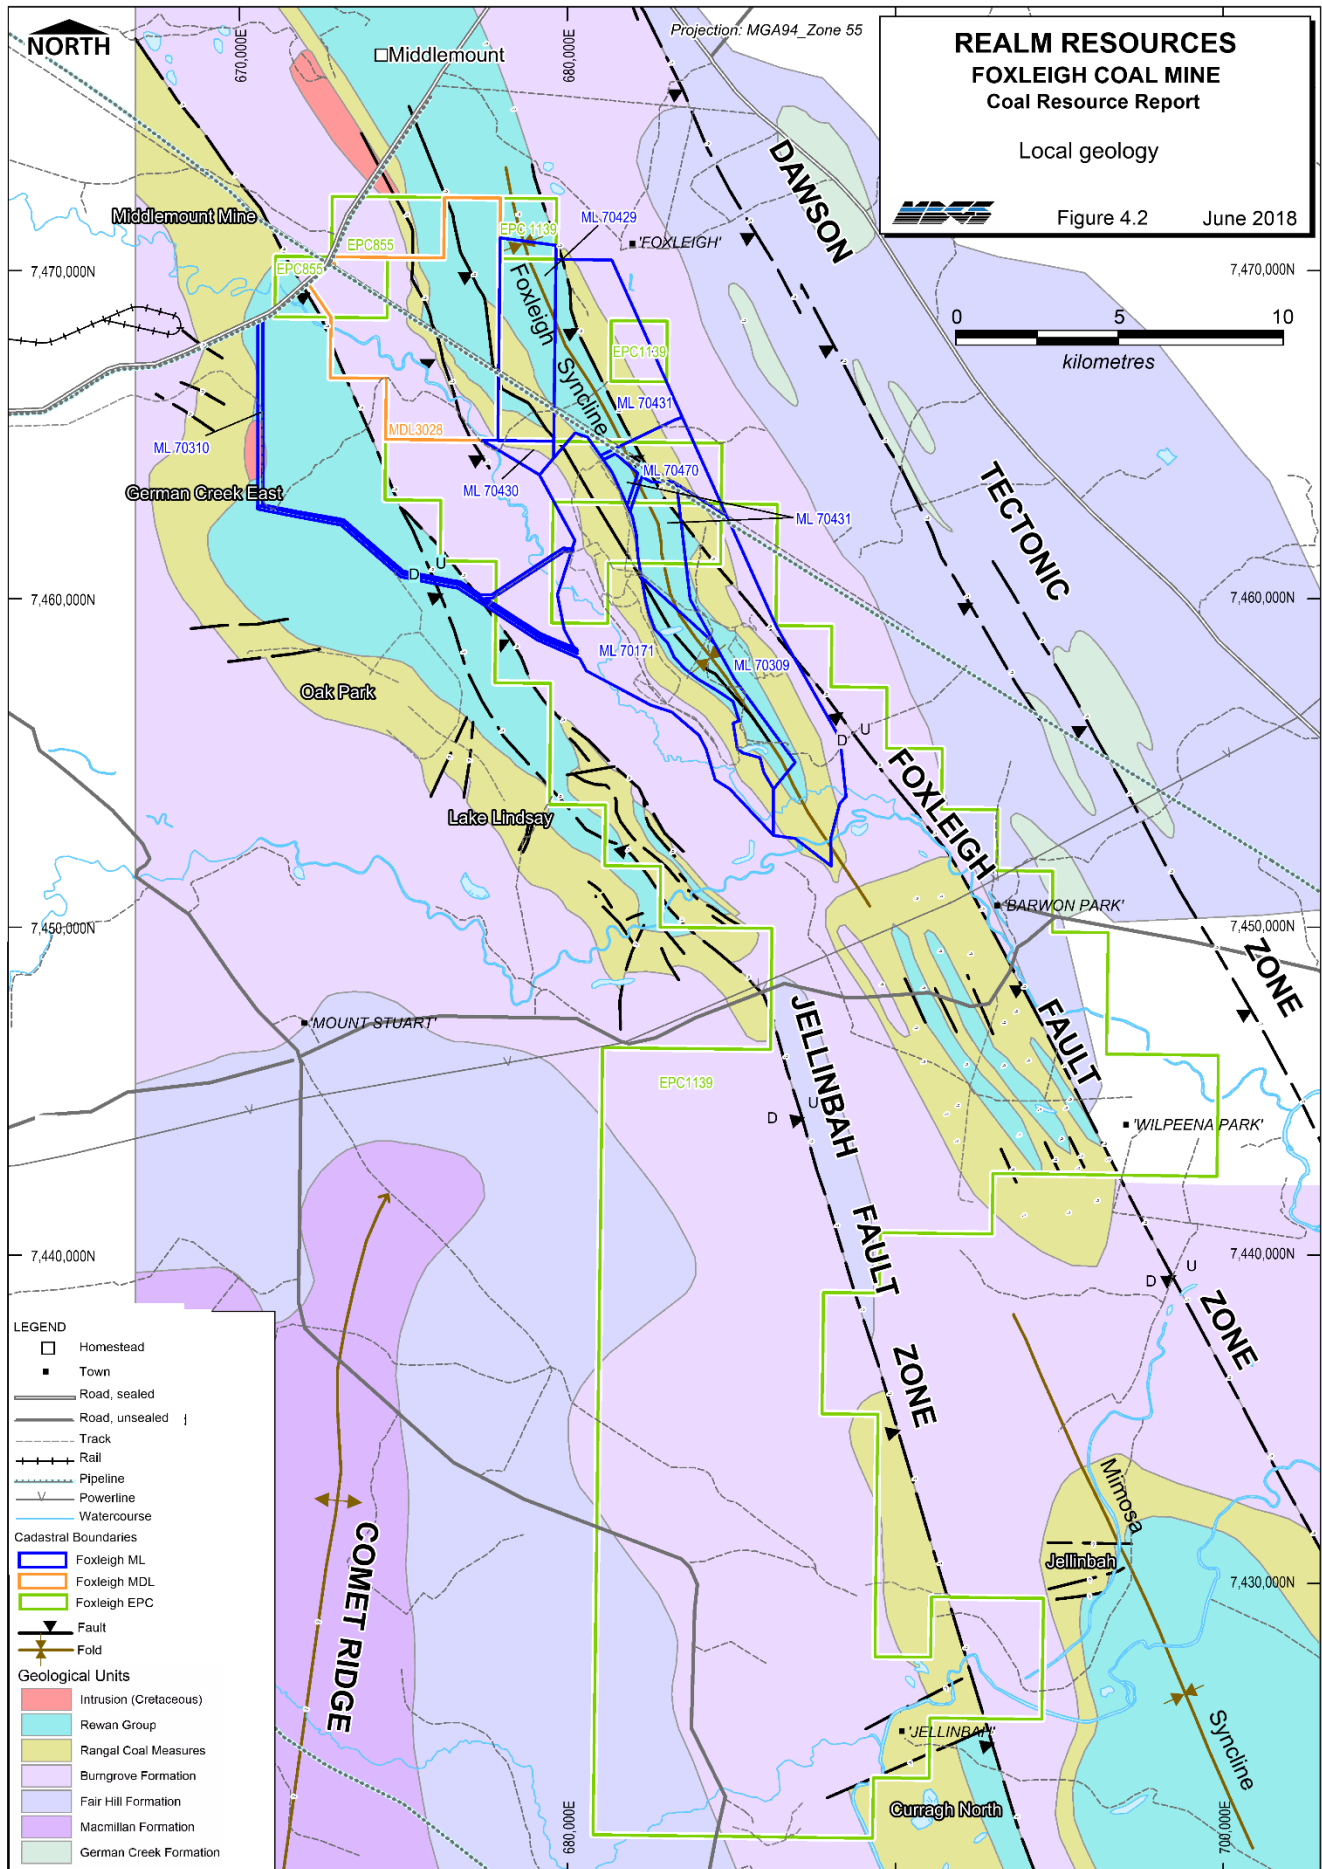 NORTH
670,000E
Middlemount
680,000E
Projection: MGA94_Zone 55
REALM RESOURCES
FOXLEIGH COAL MINE
Coal Resource Report
Local geology
MBGS
Figure 4.2
June 2018
DAWSON
TECTONIC
ZONE
Middlemount Mine
EPC855
EPC855
EPC 1139
ML 70429
'FOXLEIGH'
7,470,000N
7,470,000N
0
5
10
kilometres
Foxleigh
Syncline
EPC1139
ML 70431
MDL3028
ML 70310
German Creek East
ML 70430
ML 70470
ML 70431
D
U
7,460,000N
7,460,000N
ML 70171
ML 70309
Oak Park
D
U
FOXLEIGH
FAULT
ZONE
Lake Lindsay
'BARWON PARK'
7,450,000N
7,450,000N
'MOUNT STUART'
JELLINBAH
FAULT
ZONE
EPC1139
D
U
'WILPEENA PARK'
7,440,000N
7,440,000N
D
U
COMET RIDGE
Mimosa
Syncline
Jellinbah
7,430,000N
'JELLINBAH'
Curragh North
680,000E
700,000E
LEGEND
Homestead
Town
Road, sealed
Road, unsealed
Track
Rail
Pipeline
Powerline
Watercourse
Cadastral Boundaries
Foxleigh ML
Foxleigh MDL
Foxleigh EPC
Fault
Fold
Geological Units
Intrusion (Cretaceous)
Rewan Group
Rangal Coal Measures
Burngrove Formation
Fair Hill Formation
Macmillan Formation
German Creek Formation